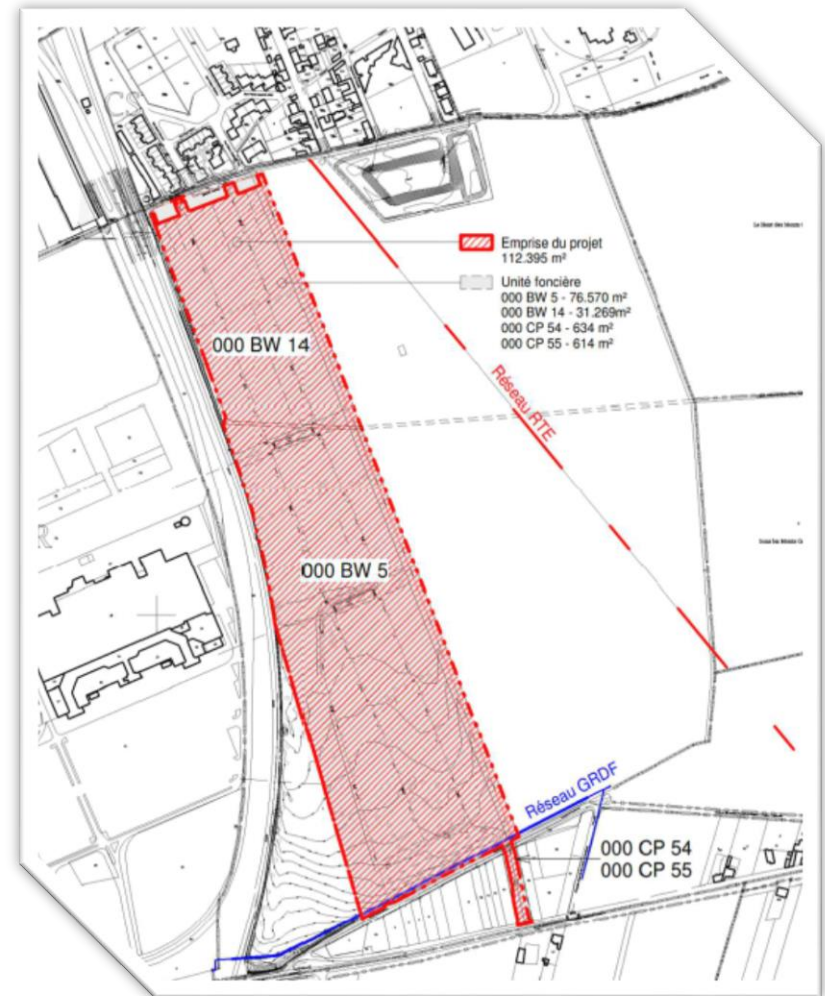 Emprise du projet
112.395 m²
Unité foncière
000 BW 5 - 76.570 m²
000 BW 14 - 31.269m²
000 CP 54 - 634 m²
000 CP 55 - 614 m²
000 BW 14
Réseau RTE
000 BW 5
Réseau GRDF
000 CP 54
000 CP 55